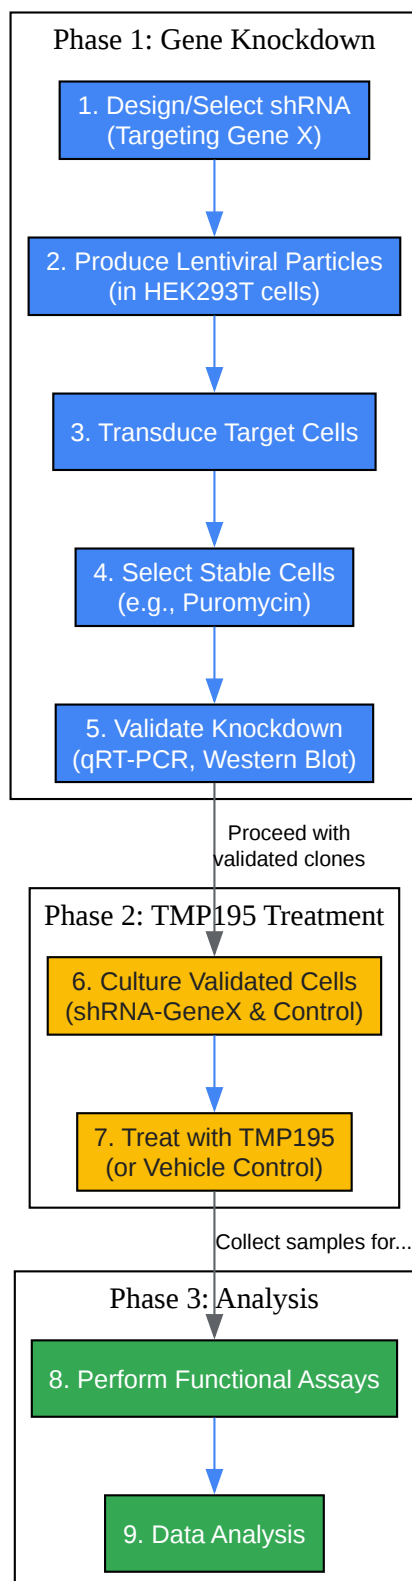 Phase 1: Gene Knockdown
1. Design/Select shRNA
(Targeting Gene X)
2. Produce Lentiviral Particles
(in HEK293T cells)
3. Transduce Target Cells
4. Select Stable Cells
(e.g., Puromycin)
5. Validate Knockdown
(qRT-PCR, Western Blot)
Proceed with
validated clones
Phase 2: TMP195 Treatment
6. Culture Validated Cells
(shRNA-GeneX & Control)
7. Treat with TMP195
(or Vehicle Control)
Collect samples for...
Phase 3: Analysis
8. Perform Functional Assays
9. Data Analysis